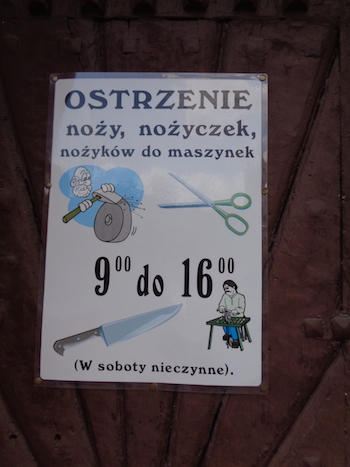 OSTRZENIE
noży, nożyczek,
nożyków do maszynek
9⁰⁰ do 16⁰⁰
(W soboty nieczynne).